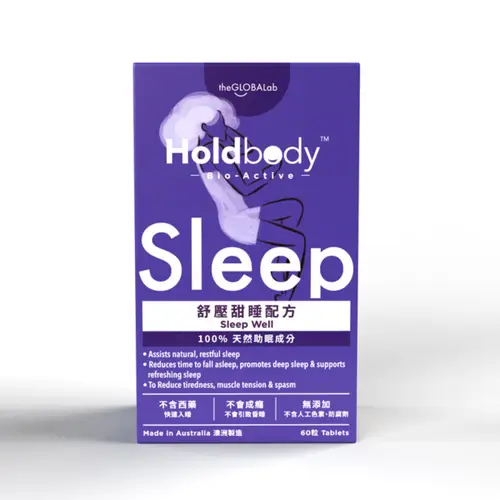 theGLOBALab
Holdbody™
Bio-Active
Sleep
舒壓甜睡配方
Sleep Well
100% 天然助眠成分
• Assists natural, restful sleep
• Reduces time to fall asleep, promotes deep sleep & supports
refreshing sleep
• To Reduce tiredness, muscle tension & spasm
不含西藥 不會成癮 無添加
快速入睡 不會引致昏睡 不含人工色素、防腐劑
Made in Australia 澳洲製造 60粒 Tablets